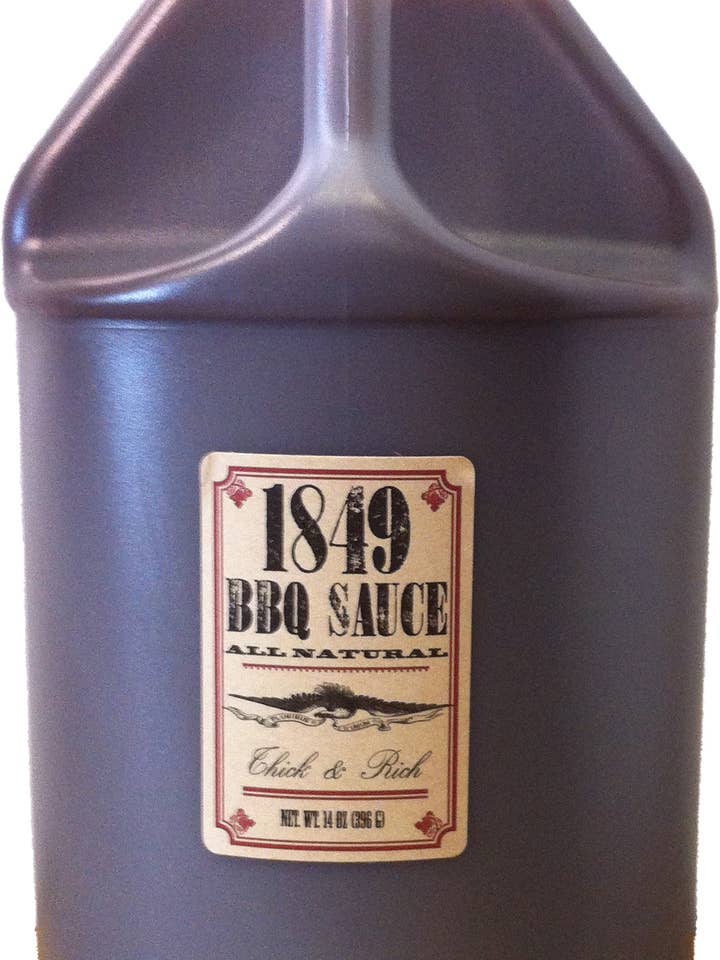 1849
BBQ SAUCE
ALL NATURAL
Thick & Rich
NET. WT. 14 OZ (396 G)